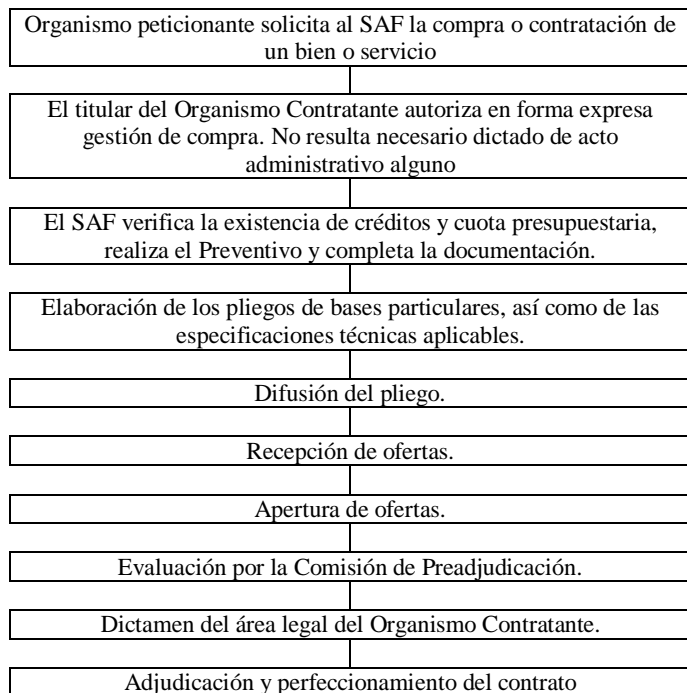 Organismo peticionante solicita al SAF la compra o contratación de
un bien o servicio
El titular del Organismo Contratante autoriza en forma expresa
gestión de compra. No resulta necesario dictado de acto
administrativo alguno
El SAF verifica la existencia de créditos y cuota presupuestaria,
realiza el Preventivo y completa la documentación.
Elaboración de los pliegos de bases particulares, así como de las
especificaciones técnicas aplicables.
Difusión del pliego.
Recepción de ofertas.
Apertura de ofertas.
Evaluación por la Comisión de Preadjudicación.
Dictamen del área legal del Organismo Contratante.
Adjudicación y perfeccionamiento del contrato